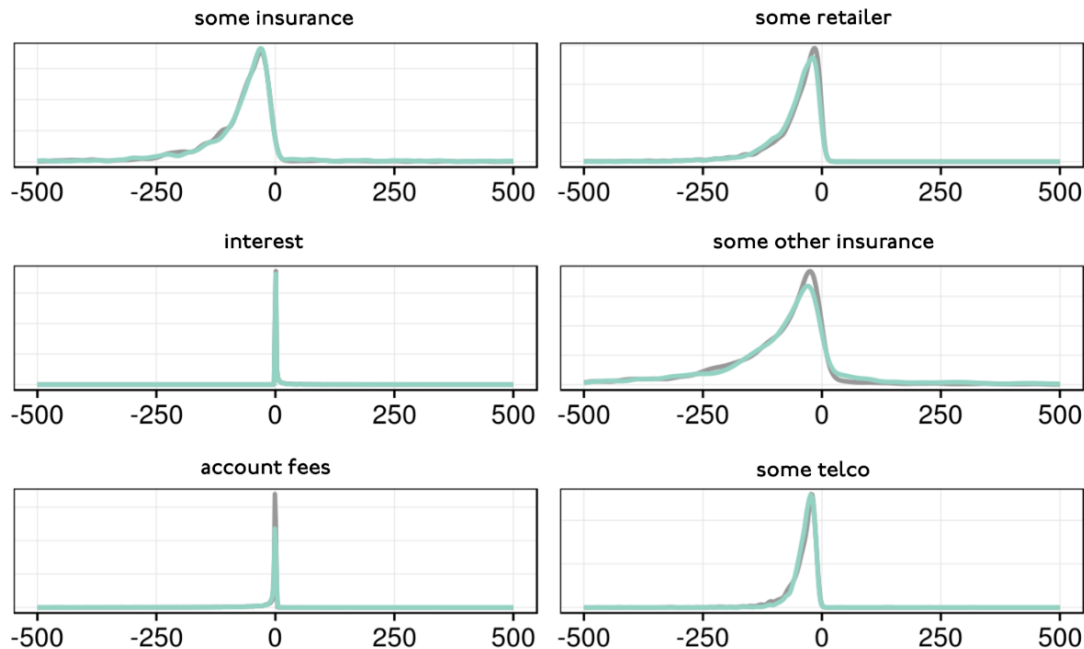 some insurance
some retailer
-500 -250 0 250 500
-500 -250 0 250 500
interest
some other insurance
-500 -250 0 250 500
-500 -250 0 250 500
account fees
some telco
-500 -250 0 250 500
-500 -250 0 250 500